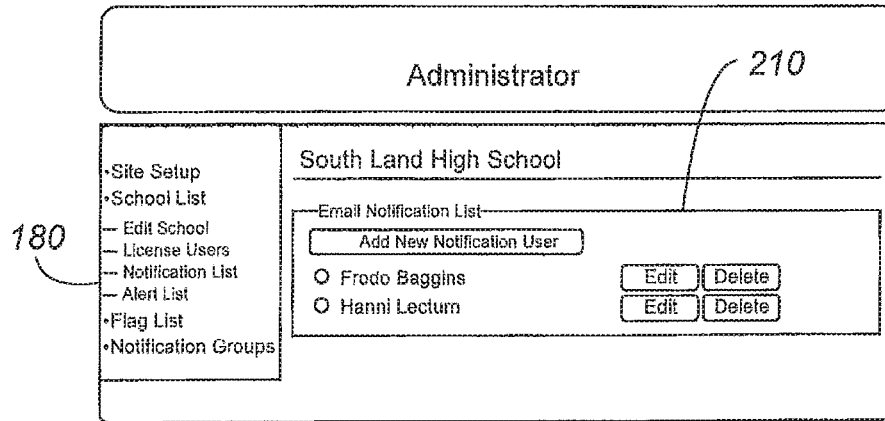 Administrator
210
180
•Site Setup
•School List
– Edit School
– License Users
– Notification List
– Alert List
•Flag List
•Notification Groups
South Land High School
Email Notification List
Add New Notification User
Frodo Baggins Edit Delete
Hanni Lecturn Edit Delete